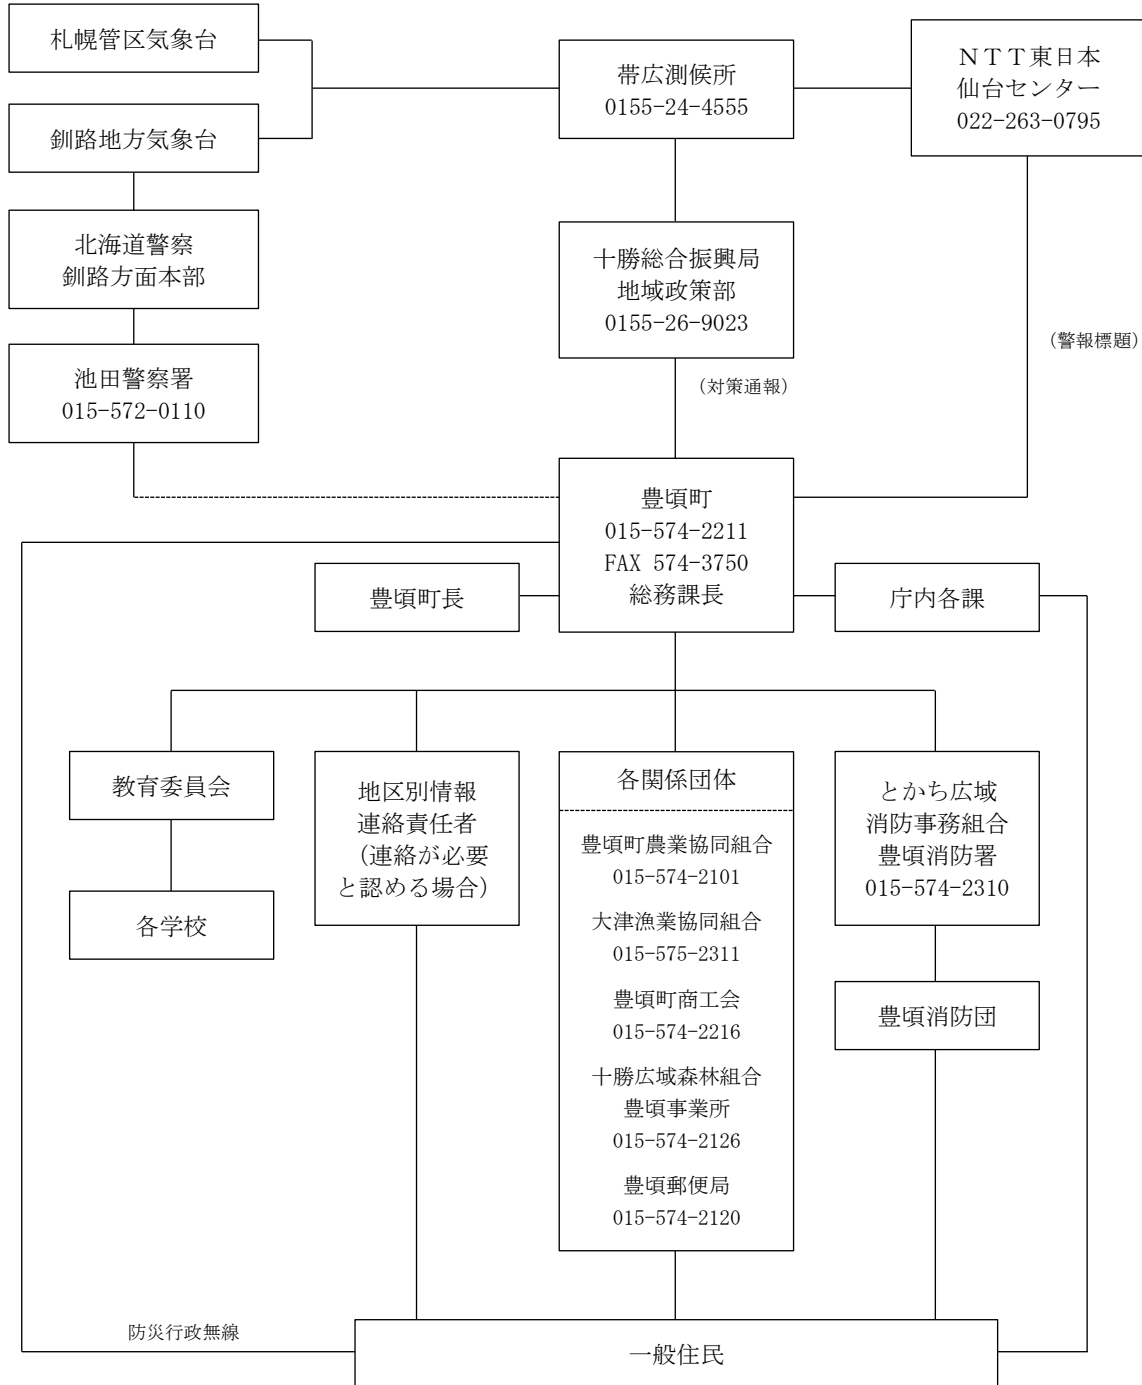 札幌管区気象台
釧路地方気象台
北海道警察
釧路方面本部
池田警察署
015-572-0110
帯広測候所
0155-24-4555
ＮＴＴ東日本
仙台センター
022-263-0795
十勝総合振興局
地域政策部
0155-26-9023
（対策通報）
（警報標題）
豊頃町
015-574-2211
FAX 574-3750
総務課長
豊頃町長
庁内各課
教育委員会
各学校
地区別情報
連絡責任者
（連絡が必要
と認める場合）
各関係団体
豊頃町農業協同組合
015-574-2101
大津漁業協同組合
015-575-2311
豊頃町商工会
015-574-2216
十勝広域森林組合
豊頃事業所
015-574-2126
豊頃郵便局
015-574-2120
とかち広域
消防事務組合
豊頃消防署
015-574-2310
豊頃消防団
防災行政無線
一般住民